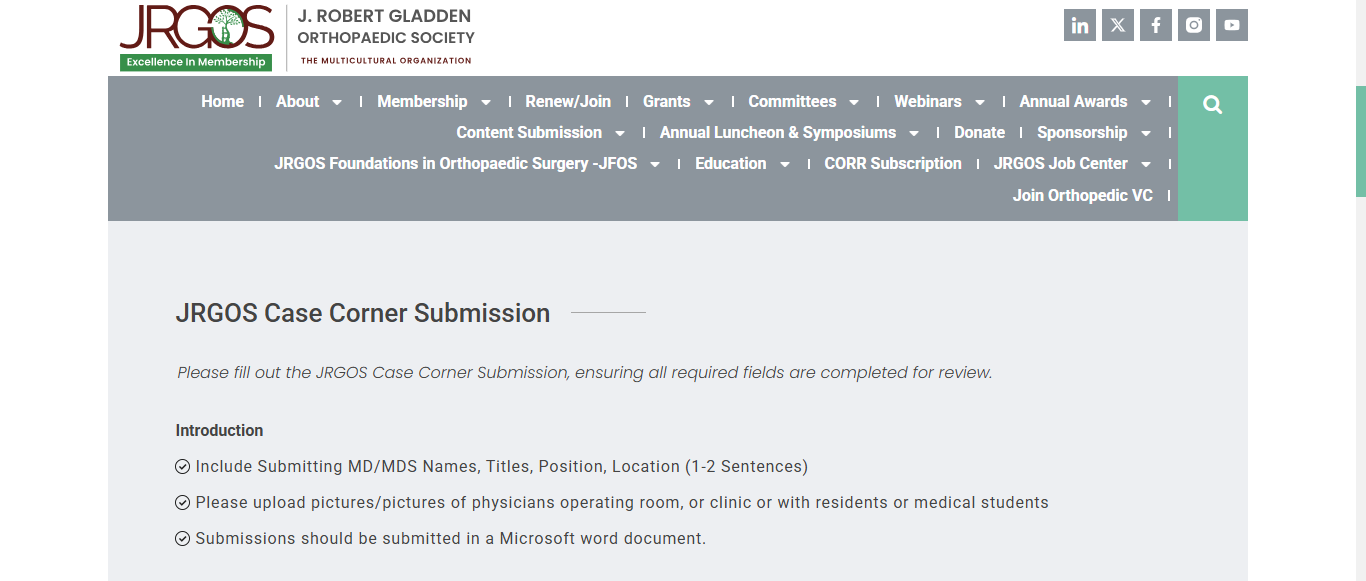 JRGOS
Excellence In Membership
J. ROBERT GLADDEN
ORTHOPAEDIC SOCIETY
THE MULTICULTURAL ORGANIZATION
Home | About | Membership | Renew/Join | Grants | Committees | Webinars | Annual Awards |
Content Submission | Annual Luncheon & Symposiums | Donate | Sponsorship |
JRGOS Foundations in Orthopaedic Surgery -JFOS | Education | CORR Subscription | JRGOS Job Center |
Join Orthopedic VC |
JRGOS Case Corner Submission
Please fill out the JRGOS Case Corner Submission, ensuring all required fields are completed for review.
Introduction
Include Submitting MD/MDS Names, Titles, Position, Location (1-2 Sentences)
Please upload pictures/pictures of physicians operating room, or clinic or with residents or medical students
Submissions should be submitted in a Microsoft word document.